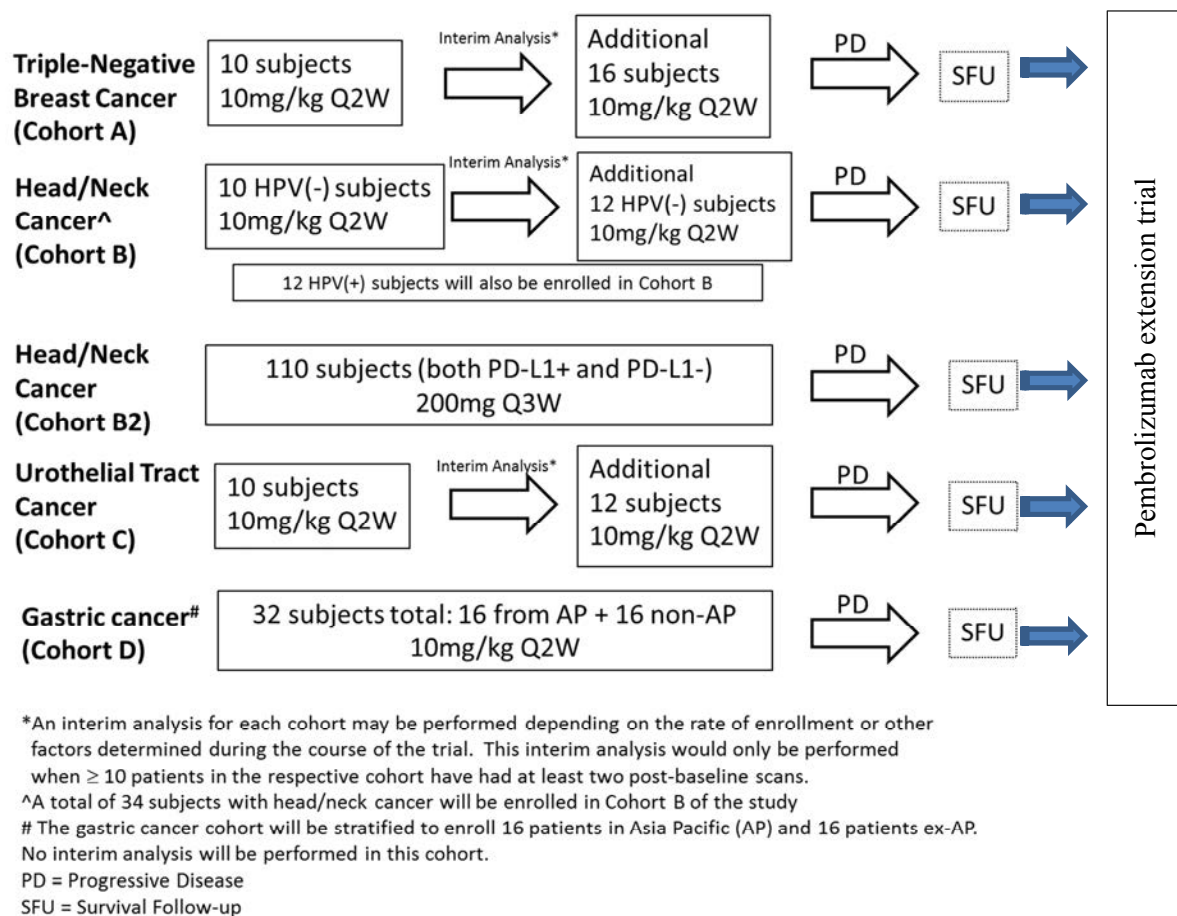 Triple-Negative
Breast Cancer
(Cohort A)
10 subjects
10mg/kg Q2W
Interim Analysis*
Additional
16 subjects
10mg/kg Q2W
PD
SFU
Head/Neck
Cancer^
(Cohort B)
10 HPV(-) subjects
10mg/kg Q2W
Interim Analysis*
Additional
12 HPV(-) subjects
10mg/kg Q2W
PD
SFU
12 HPV(+) subjects will also be enrolled in Cohort B
Head/Neck
Cancer
(Cohort B2)
110 subjects (both PD-L1+ and PD-L1-)
200mg Q3W
PD
SFU
Urothelial Tract
Cancer
(Cohort C)
10 subjects
10mg/kg Q2W
Interim Analysis*
Additional
12 subjects
10mg/kg Q2W
PD
SFU
Gastric cancer#
(Cohort D)
32 subjects total: 16 from AP + 16 non-AP
10mg/kg Q2W
PD
SFU
Pembrolizumab extension trial
*An interim analysis for each cohort may be performed depending on the rate of enrollment or other
factors determined during the course of the trial. This interim analysis would only be performed
when ≥ 10 patients in the respective cohort have had at least two post-baseline scans.
^A total of 34 subjects with head/neck cancer will be enrolled in Cohort B of the study
# The gastric cancer cohort will be stratified to enroll 16 patients in Asia Pacific (AP) and 16 patients ex-AP.
No interim analysis will be performed in this cohort.
PD = Progressive Disease
SFU = Survival Follow-up